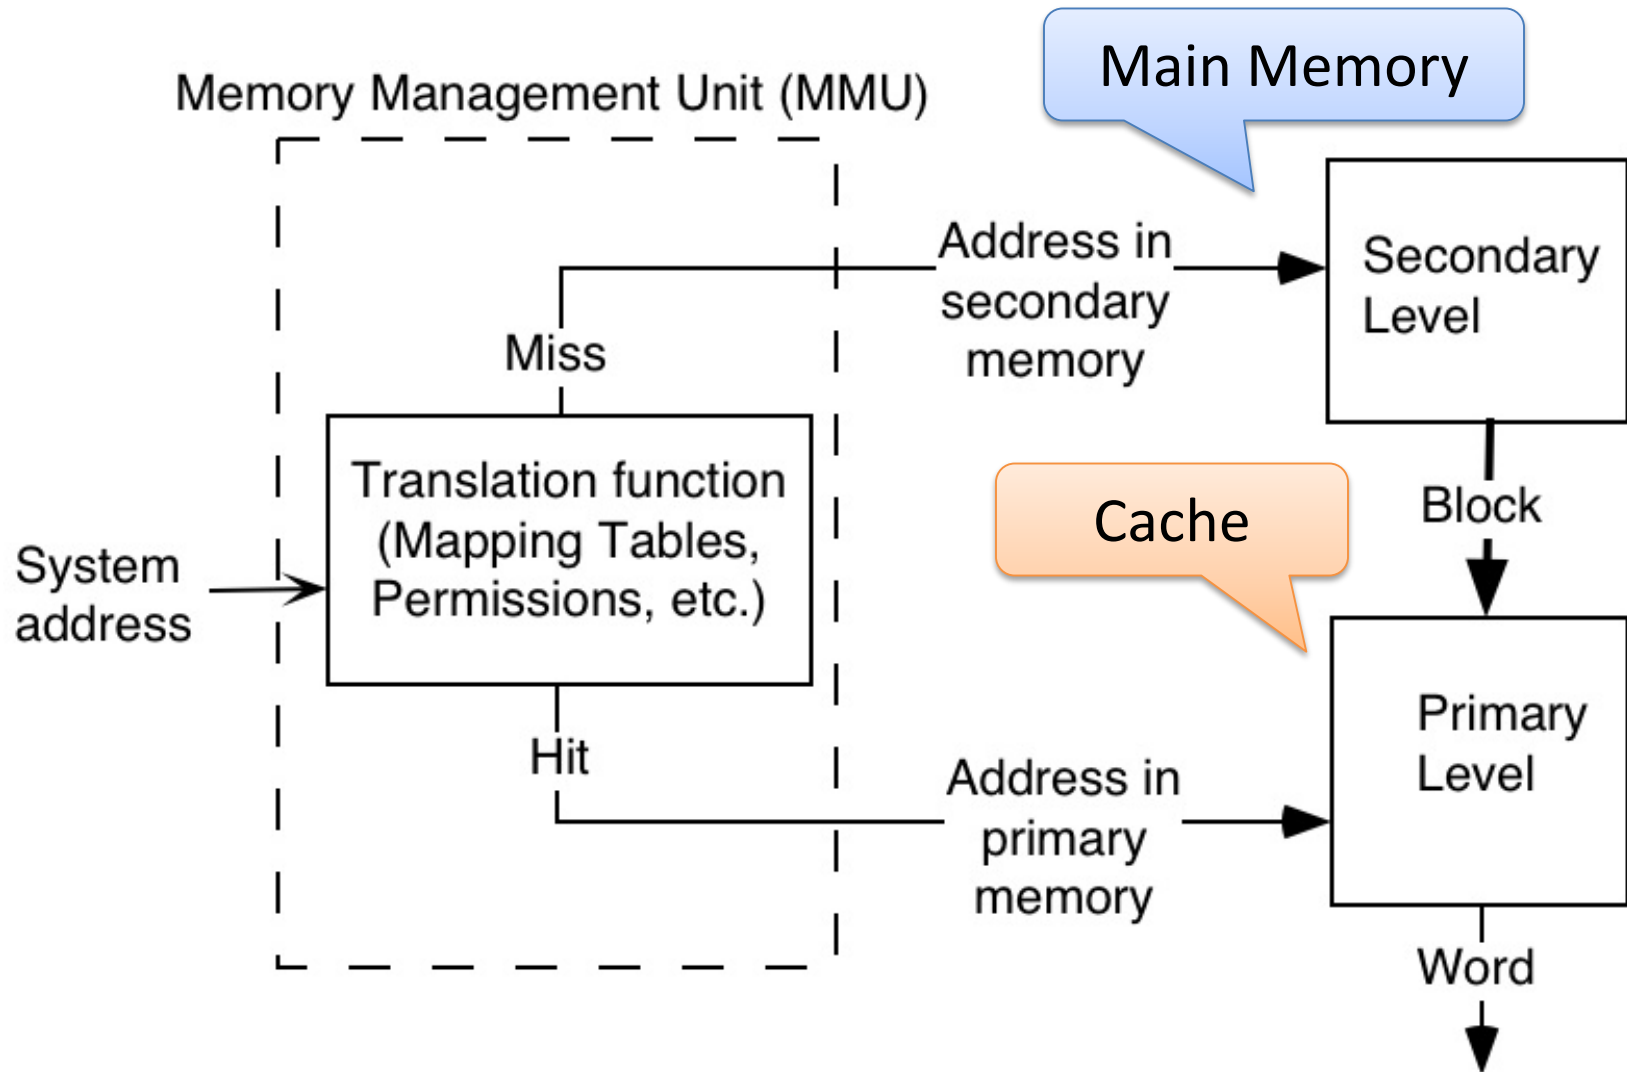 Main Memory
Memory Management Unit (MMU)
Address in
secondary
memory
Secondary
Level
Miss
Translation function
(Mapping Tables,
Permissions, etc.)
System
address
Cache
Block
Hit
Address in
primary
memory
Primary
Level
Word